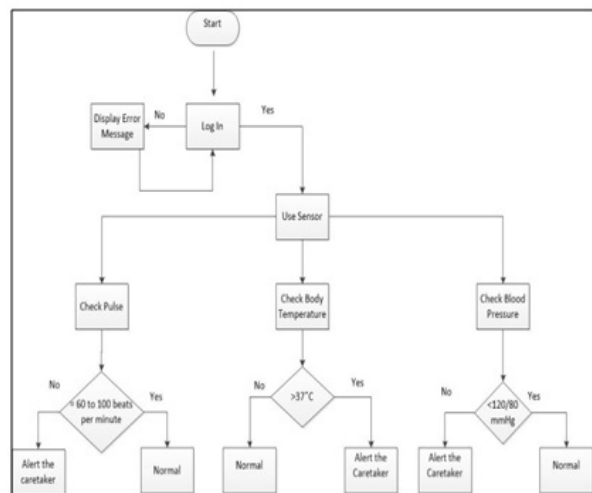 Start
Display Error
Message
No
Log In
Yes
Use Sensor
Check Pulse
Check Body
Temperature
Check Blood
Pressure
No
= 60 to 100 beats
per minute
Yes
No
>37˚C
Yes
No
<120/80
mmHg
Yes
Alert the
caretaker
Normal
Normal
Alert the
Caretaker
Alert the
Caretaker
Normal